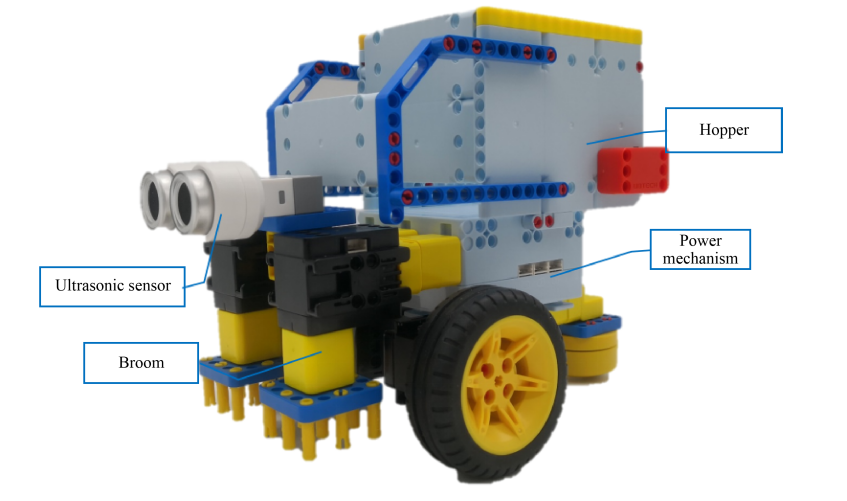 Hopper
Power
mechanism
Ultrasonic sensor
Broom